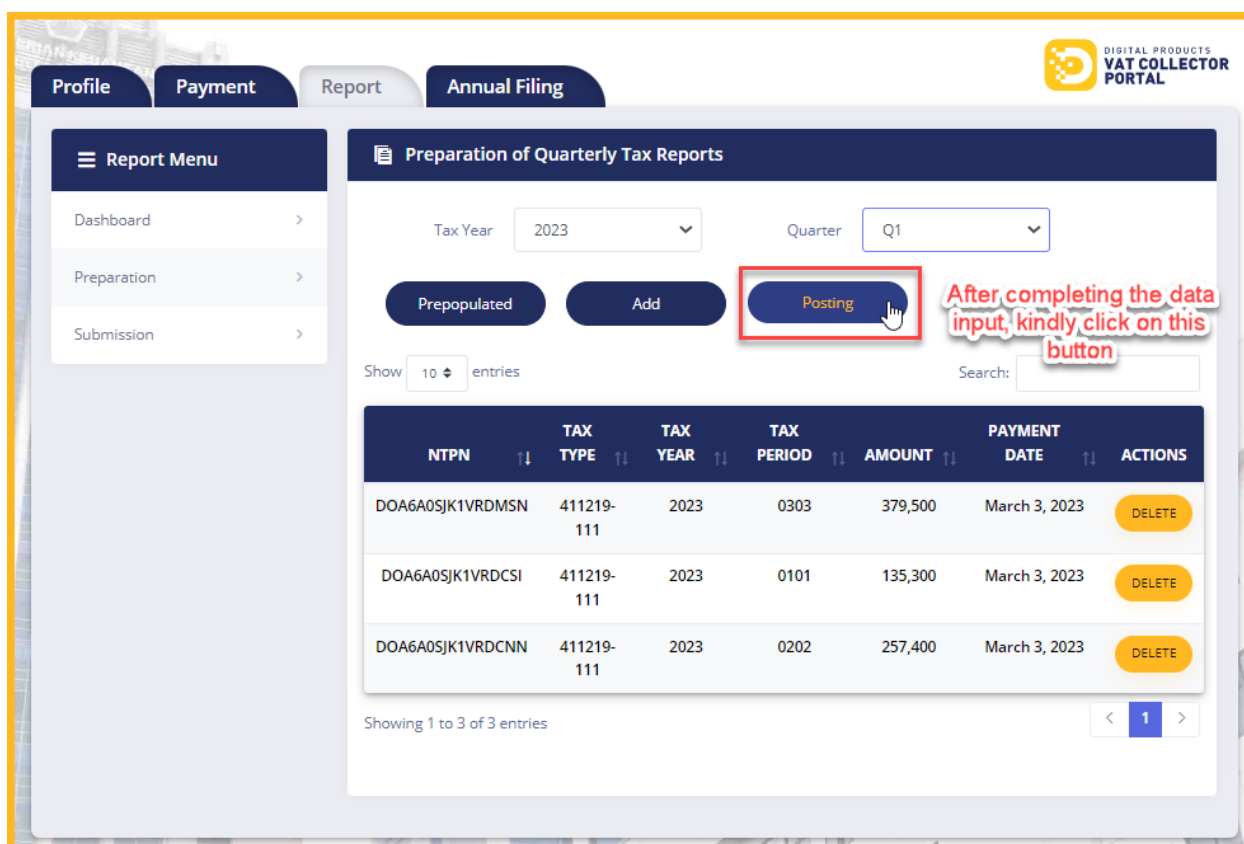 DIGITAL PRODUCTS
VAT COLLECTOR
PORTAL
Profile Payment Report Annual Filing
Report Menu
Dashboard
Preparation
Submission
Preparation of Quarterly Tax Reports
Tax Year 2023 Quarter Q1
Prepopulated Add Posting
After completing the data
input, kindly click on this
button
Show 10 entries Search:
NTPN TAX TYPE TAX YEAR TAX PERIOD AMOUNT PAYMENT DATE ACTIONS
DOA6A0SJK1VRDMSN 411219-111 2023 0303 379,500 March 3, 2023 DELETE
DOA6A0SJK1VRDCSI 411219-111 2023 0101 135,300 March 3, 2023 DELETE
DOA6A0SJK1VRDCNN 411219-111 2023 0202 257,400 March 3, 2023 DELETE
Showing 1 to 3 of 3 entries < 1 >